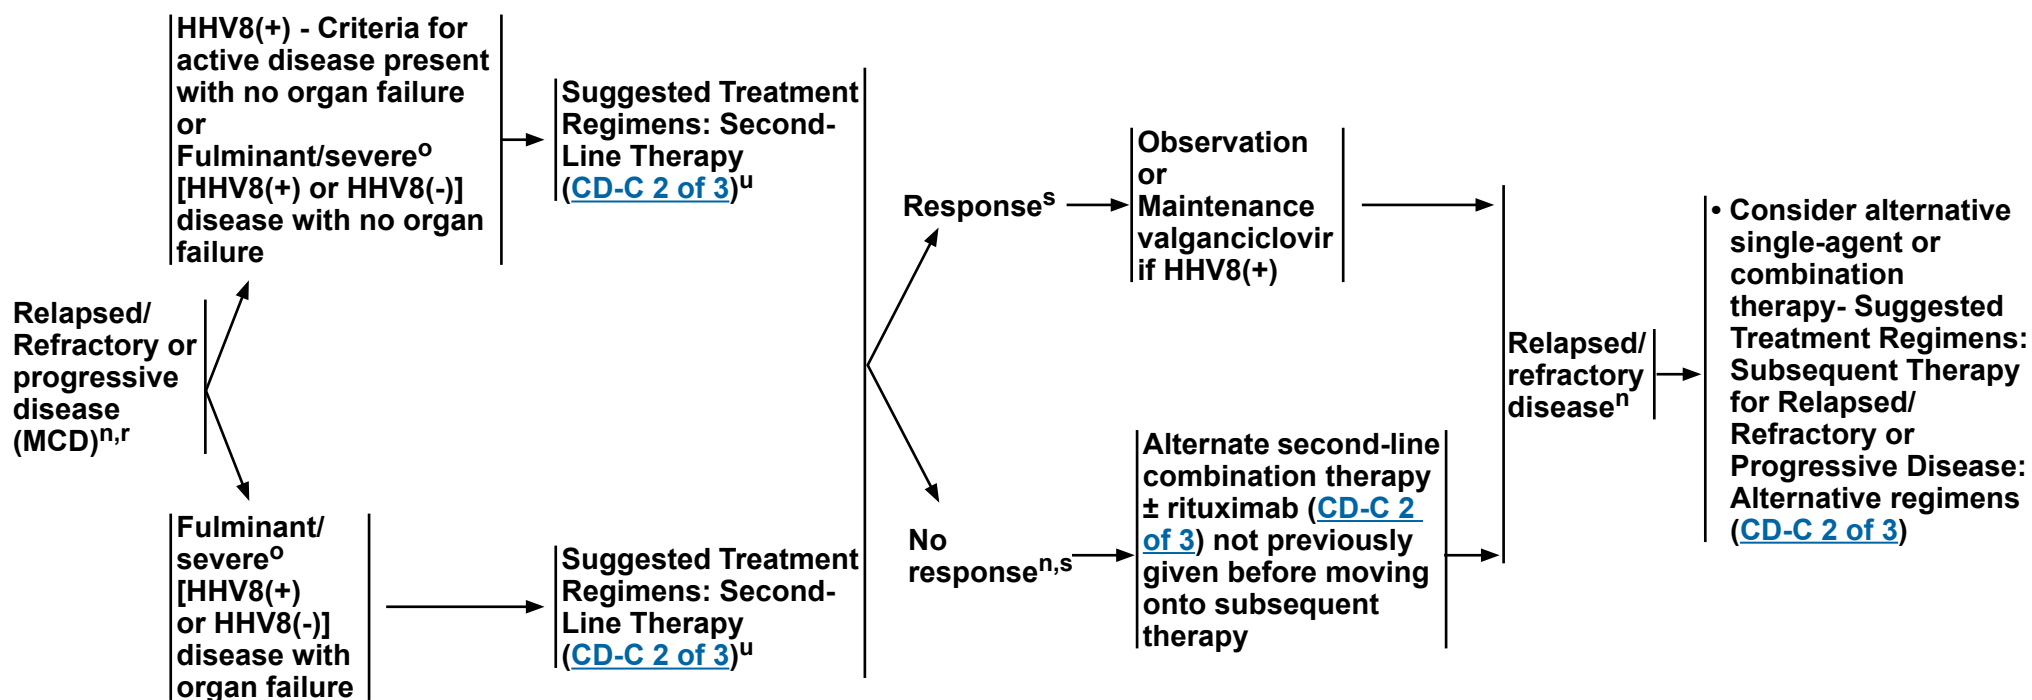 Relapsed/
Refractory or
progressive
disease
(MCD)n,r
HHV8(+) - Criteria for
active disease present
with no organ failure
or
Fulminant/severeo
[HHV8(+) or HHV8(-)]
disease with no organ
failure
Suggested Treatment
Regimens: Second-
Line Therapy
(CD-C 2 of 3)u
Fulminant/
severeo
[HHV8(+)
or HHV8(-)]
disease with
organ failure
Suggested Treatment
Regimens: Second-
Line Therapy
(CD-C 2 of 3)u
Responses
Observation
or
Maintenance
valganciclovir
if HHV8(+)
No
responsen,s
Alternate second-line
combination therapy
± rituximab (CD-C 2
of 3) not previously
given before moving
onto subsequent
therapy
Relapsed/
refractory
diseasen
• Consider alternative
single-agent or
combination
therapy- Suggested
Treatment Regimens:
Subsequent Therapy
for Relapsed/
Refractory or
Progressive Disease:
Alternative regimens
(CD-C 2 of 3)